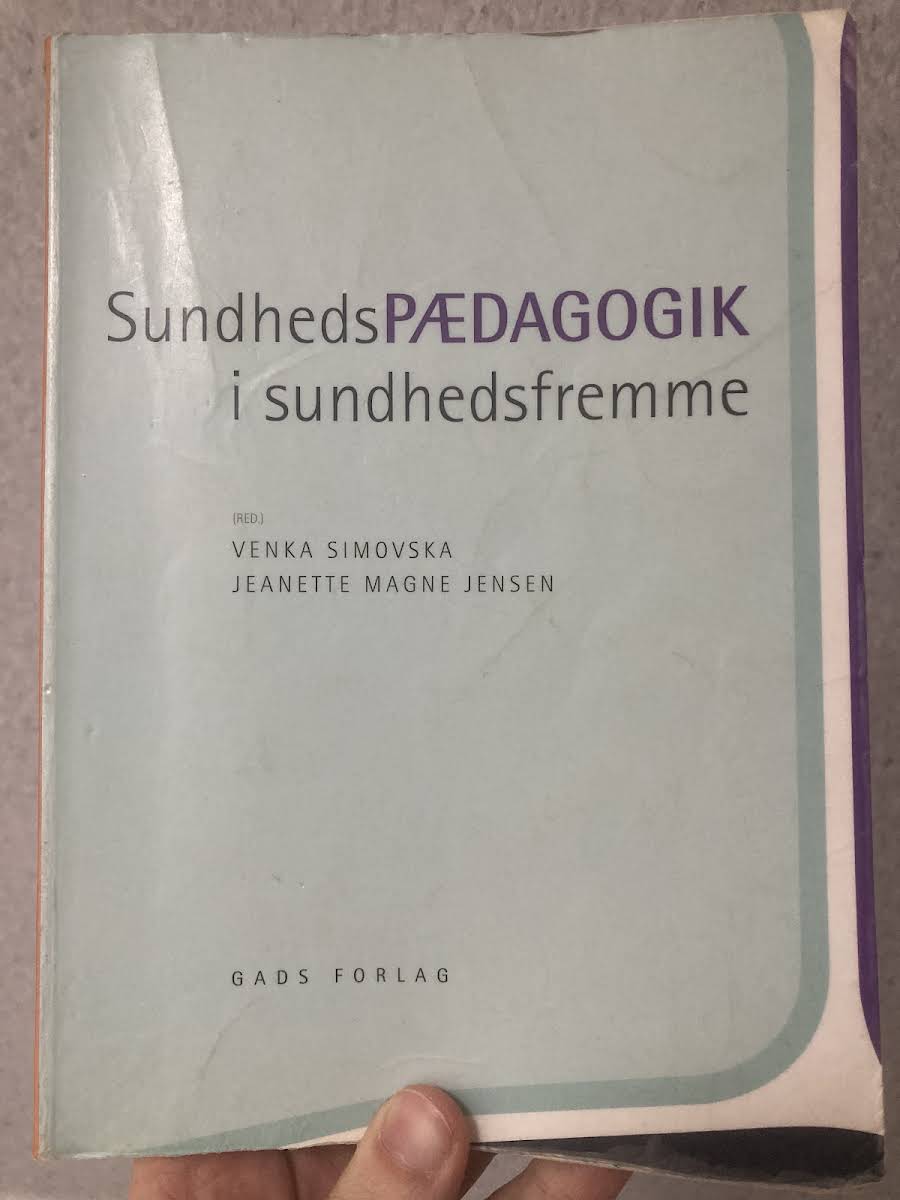 SundhedsPÆDAGOGIK
i sundhedsfremme
(RED.)
VENKA SIMOVSKA
JEANETTE MAGNE JENSEN
GADS FORLAG